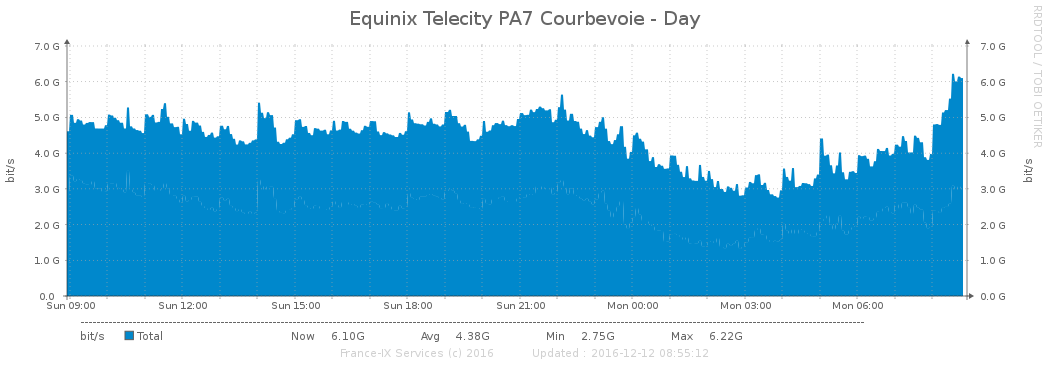 Equinix Telecity PA7 Courbevoie - Day
RRDTOOL / TOBI OETIKER
7.0 G 7.0 G
6.0 G 6.0 G
5.0 G 5.0 G
4.0 G 4.0 G
3.0 G 3.0 G
2.0 G 2.0 G
1.0 G 1.0 G
0.0 0.0 G
bit/s
bit/s
Sun 09:00 Sun 12:00 Sun 15:00 Sun 18:00 Sun 21:00 Mon 00:00 Mon 03:00 Mon 06:00
bit/s Total Now 6.10G Avg 4.38G Min 2.75G Max 6.22G
France-IX Services (c) 2016 Updated : 2016-12-12 08:55:12